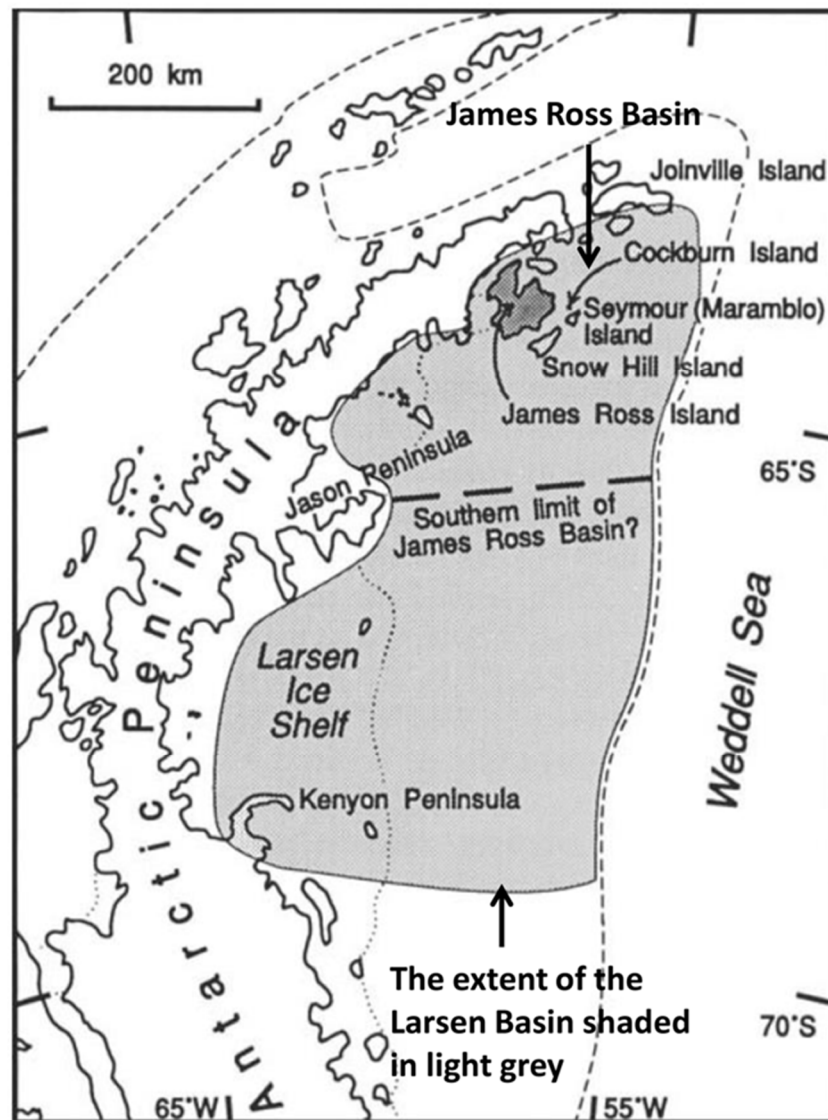 200 km
James Ross Basin
Joinville Island
Cockburn Island
Seymour (Marambio)
Island
Snow Hill Island
James Ross Island
65°S
Jason Peninsula
Southern limit of
James Ross Basin?
Antarctic Peninsula
Larsen
Ice
Shelf
Weddell Sea
Kenyon Peninsula
The extent of the
Larsen Basin shaded
in light grey
70°S
65°W
55°W